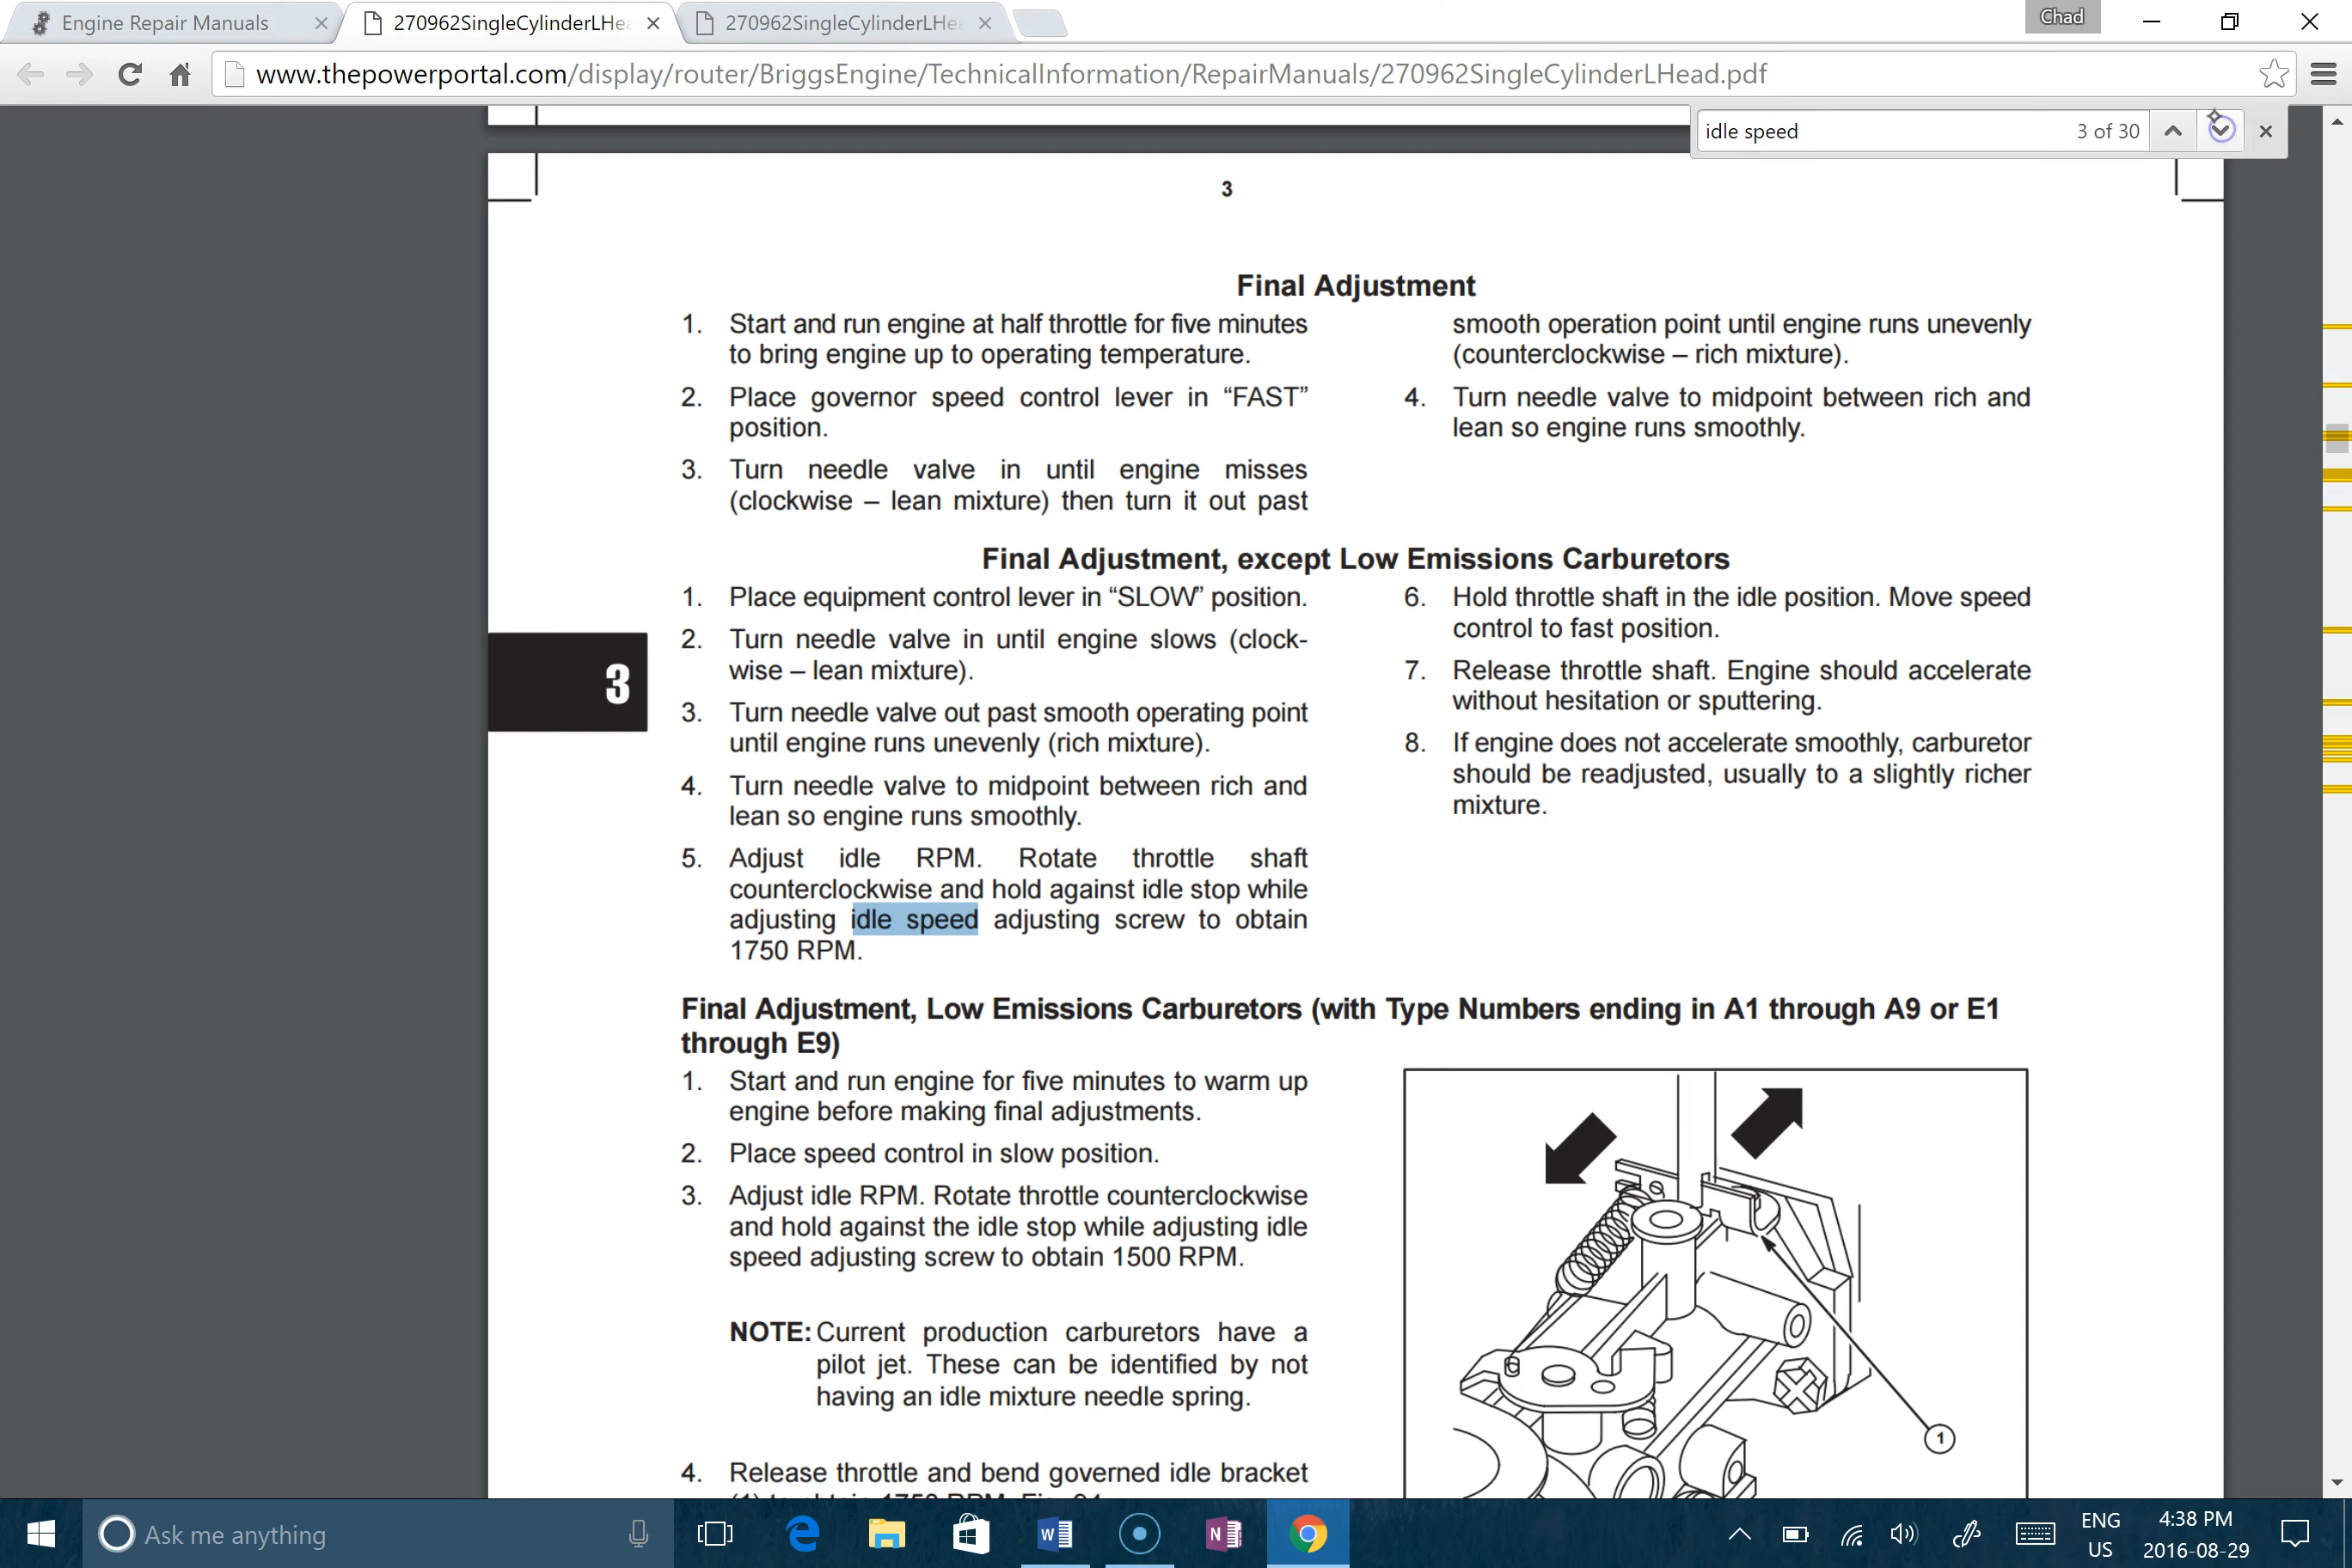 Engine Repair Manuals
270962SingleCylinderLHe
270962SingleCylinderLHe
Chad
www.thepowerportal.com/display/router/BriggsEngine/TechnicalInformation/RepairManuals/270962SingleCylinderLHead.pdf
idle speed
3 of 30
3
Final Adjustment
1. Start and run engine at half throttle for five minutes
to bring engine up to operating temperature.
2. Place governor speed control lever in “FAST”
position.
3. Turn needle valve in until engine misses
(clockwise – lean mixture) then turn it out past
smooth operation point until engine runs unevenly
(counterclockwise – rich mixture).
4. Turn needle valve to midpoint between rich and
lean so engine runs smoothly.
Final Adjustment, except Low Emissions Carburetors
1. Place equipment control lever in “SLOW” position.
2. Turn needle valve in until engine slows (clock-
wise – lean mixture).
3. Turn needle valve out past smooth operating point
until engine runs unevenly (rich mixture).
4. Turn needle valve to midpoint between rich and
lean so engine runs smoothly.
5. Adjust idle RPM. Rotate throttle shaft
counterclockwise and hold against idle stop while
adjusting idle speed adjusting screw to obtain
1750 RPM.
6. Hold throttle shaft in the idle position. Move speed
control to fast position.
7. Release throttle shaft. Engine should accelerate
without hesitation or sputtering.
8. If engine does not accelerate smoothly, carburetor
should be readjusted, usually to a slightly richer
mixture.
3
Final Adjustment, Low Emissions Carburetors (with Type Numbers ending in A1 through A9 or E1
through E9)
1. Start and run engine for five minutes to warm up
engine before making final adjustments.
2. Place speed control in slow position.
3. Adjust idle RPM. Rotate throttle counterclockwise
and hold against the idle stop while adjusting idle
speed adjusting screw to obtain 1500 RPM.
NOTE: Current production carburetors have a
pilot jet. These can be identified by not
having an idle mixture needle spring.
4. Release throttle and bend governed idle bracket
1
Ask me anything
ENG
US
4:38 PM
2016-08-29